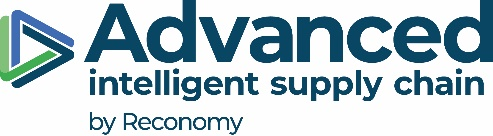 Advanced
intelligent supply chain
by Reconomy